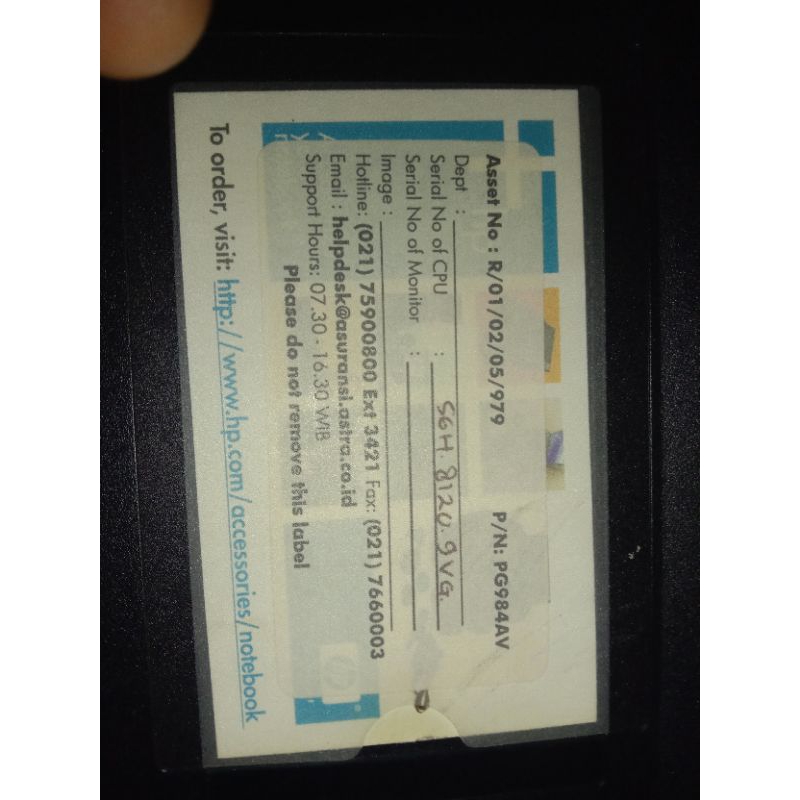 Asset No : R/01/02/05/979 P/N: PG984AV
Dept :
Serial No of CPU : SGH.8120.9VG.
Serial No of Monitor :
Image :
Hotline: (021) 75900800 Ext 3421 Fax: (021) 7660003
Email : helpdesk@asuransi.astra.co.id
Support Hours: 07.30 - 16.30 WIB
Please do not remove this label
To order, visit: http://www.hp.com/accessories/notebook